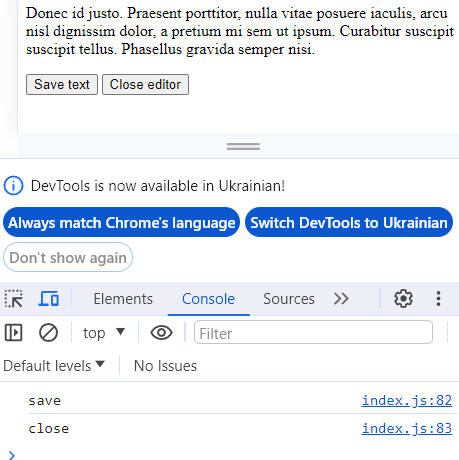 Donec id justo. Praesent porttitor, nulla vitae posuere iaculis, arcu
nisl dignissim dolor, a pretium mi sem ut ipsum. Curabitur suscipit
suscipit tellus. Phasellus gravida semper nisi.
Save text Close editor
DevTools is now available in Ukrainian!
Always match Chrome's language Switch DevTools to Ukrainian
Don't show again
Elements Console Sources
top Filter
Default levels No Issues
save index.js:82
close index.js:83